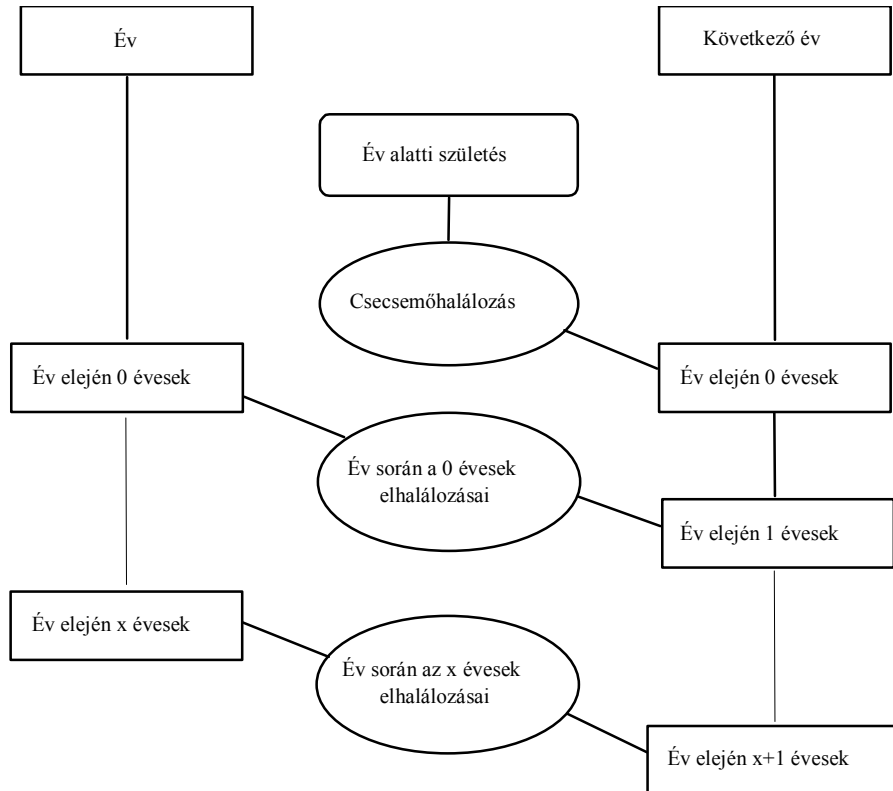 Év
Következő év
Év alatti születés
Csecsemőhalálozás
Év elején 0 évesek
Év elején 0 évesek
Év során a 0 évesek
elhalálozásai
Év elején 1 évesek
Év elején x évesek
Év során az x évesek
elhalálozásai
Év elején x+1 évesek